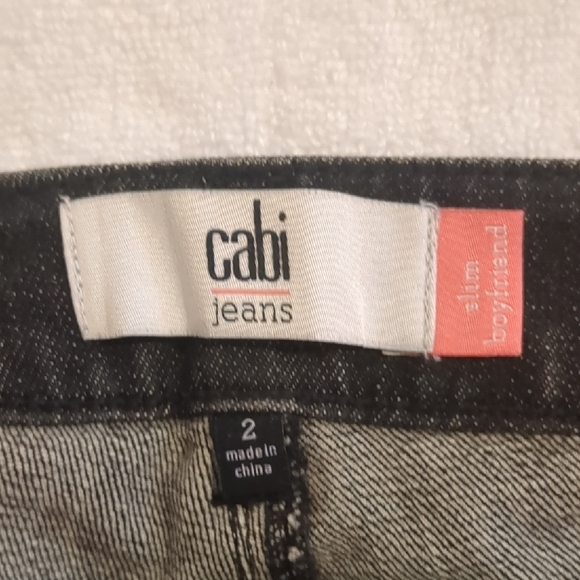 cabi
jeans
slim
boyfriend
2
made in
china